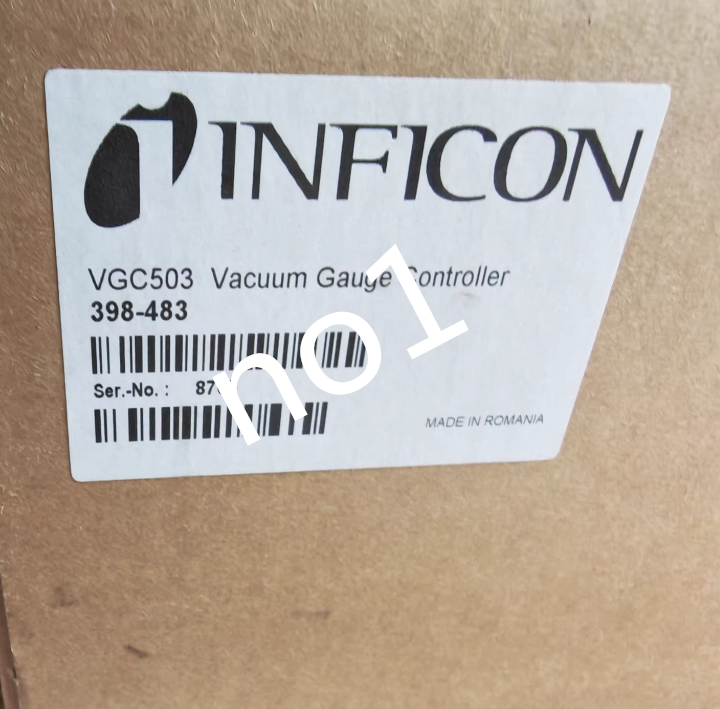 INFICON
VGC503 Vacuum Gauge Controller
398-483
Ser.-No. : 87
MADE IN ROMANIA
no1